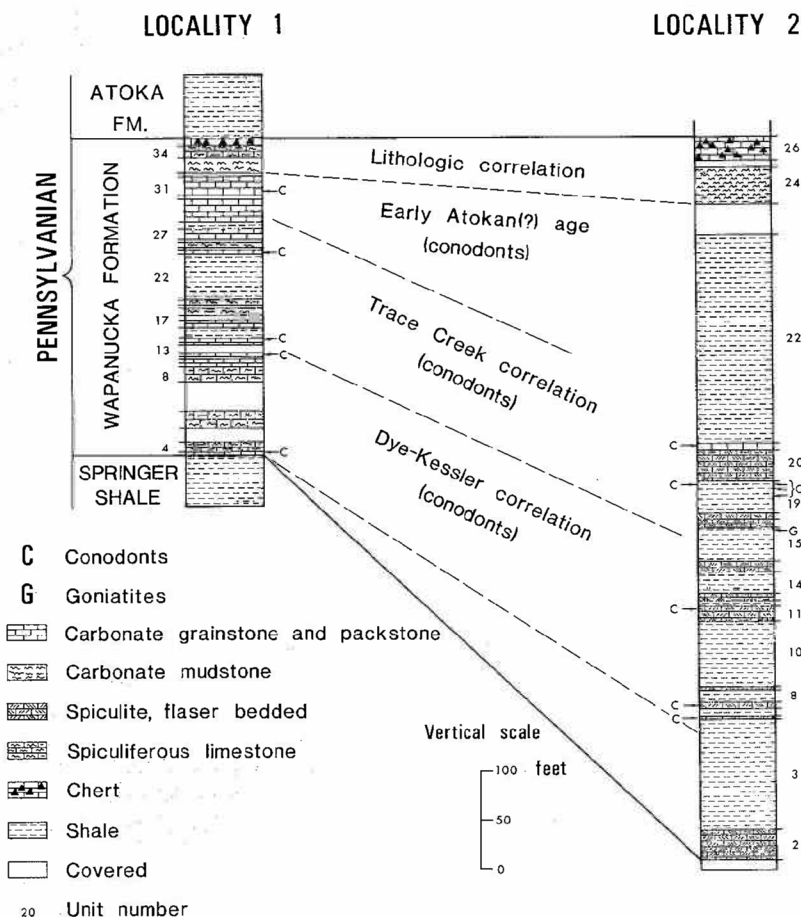 LOCALITY 1
LOCALITY 2
ATOKA
FM.
PENNSYLVANIAN
WAPANUCKA FORMATION
SPRINGER
SHALE
34
31
27
22
17
13
8
4
C
C
C
C
C
Lithologic correlation
Early Atokan(?) age
(conodonts)
Trace Creek correlation
(conodonts)
Dye-Kessler correlation
(conodonts)
C
C
C
C
C
C
G
26
24
22
20
19
15
14
11
10
8
3
2
C Conodonts
G Goniatites
Carbonate grainstone and packstone
Carbonate mudstone
Spiculite, flaser bedded
Spiculiferous limestone
Chert
Shale
Covered
20 Unit number
Vertical scale
100 feet
50
0